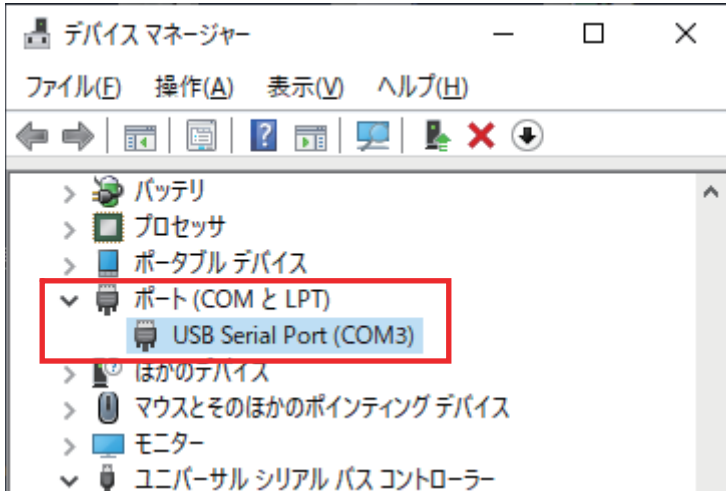 デバイス マネージャー
ファイル(F) 操作(A) 表示(V) ヘルプ(H)
バッテリ
プロセッサ
ポータブル デバイス
ポート (COM と LPT)
USB Serial Port (COM3)
ほかのデバイス
マウスとそのほかのポインティング デバイス
モニター
ユニバーサル シリアル バス コントローラー